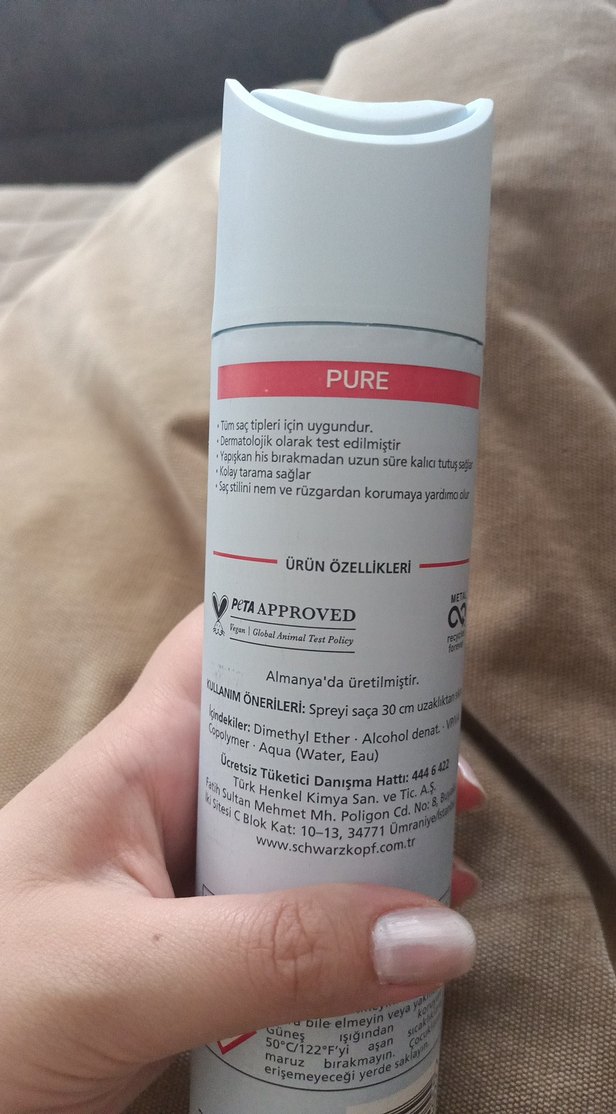 PURE
• Tüm saç tipleri için uygundur.
• Dermatolojik olarak test edilmiştir
• Yapışkan his bırakmadan uzun süre kalıcı tutuş sağlar
• Kolay tarama sağlar
• Saç stilini nem ve rüzgardan korumaya yardımcı olur
ÜRÜN ÖZELLİKLERİ
PeTA APPROVED
Vegan | Global Animal Test Policy
METAL
recycles
forever
Almanya'da üretilmiştir.
KULLANIM ÖNERİLERİ: Spreyi saça 30 cm uzaklıktan
İçindekiler: Dimethyl Ether · Alcohol denat. ·
Copolymer · Aqua (Water, Eau)
Ücretsiz Tüketici Danışma Hattı: 444 6 422
Türk Henkel Kimya San. ve Tic. A.Ş.
Fatih Sultan Mehmet Mh. Poligon Cd. No: 8,
İki Sitesi C Blok Kat: 10–13, 34771 Ümraniye/
www.schwarzkopf.com.tr
bile elmeyin veya
Güneş ışığından
50°C/122°F'yi aşan
maruz bırakmayın.
erişemeyeceği yerde saklayın.